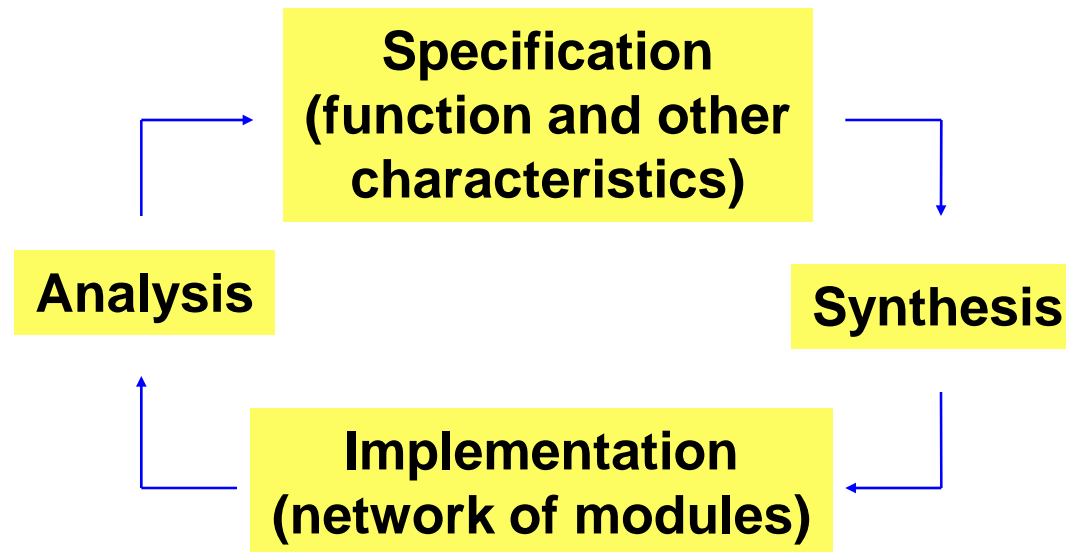 Specification
(function and other
characteristics)
Analysis
Synthesis
Implementation
(network of modules)